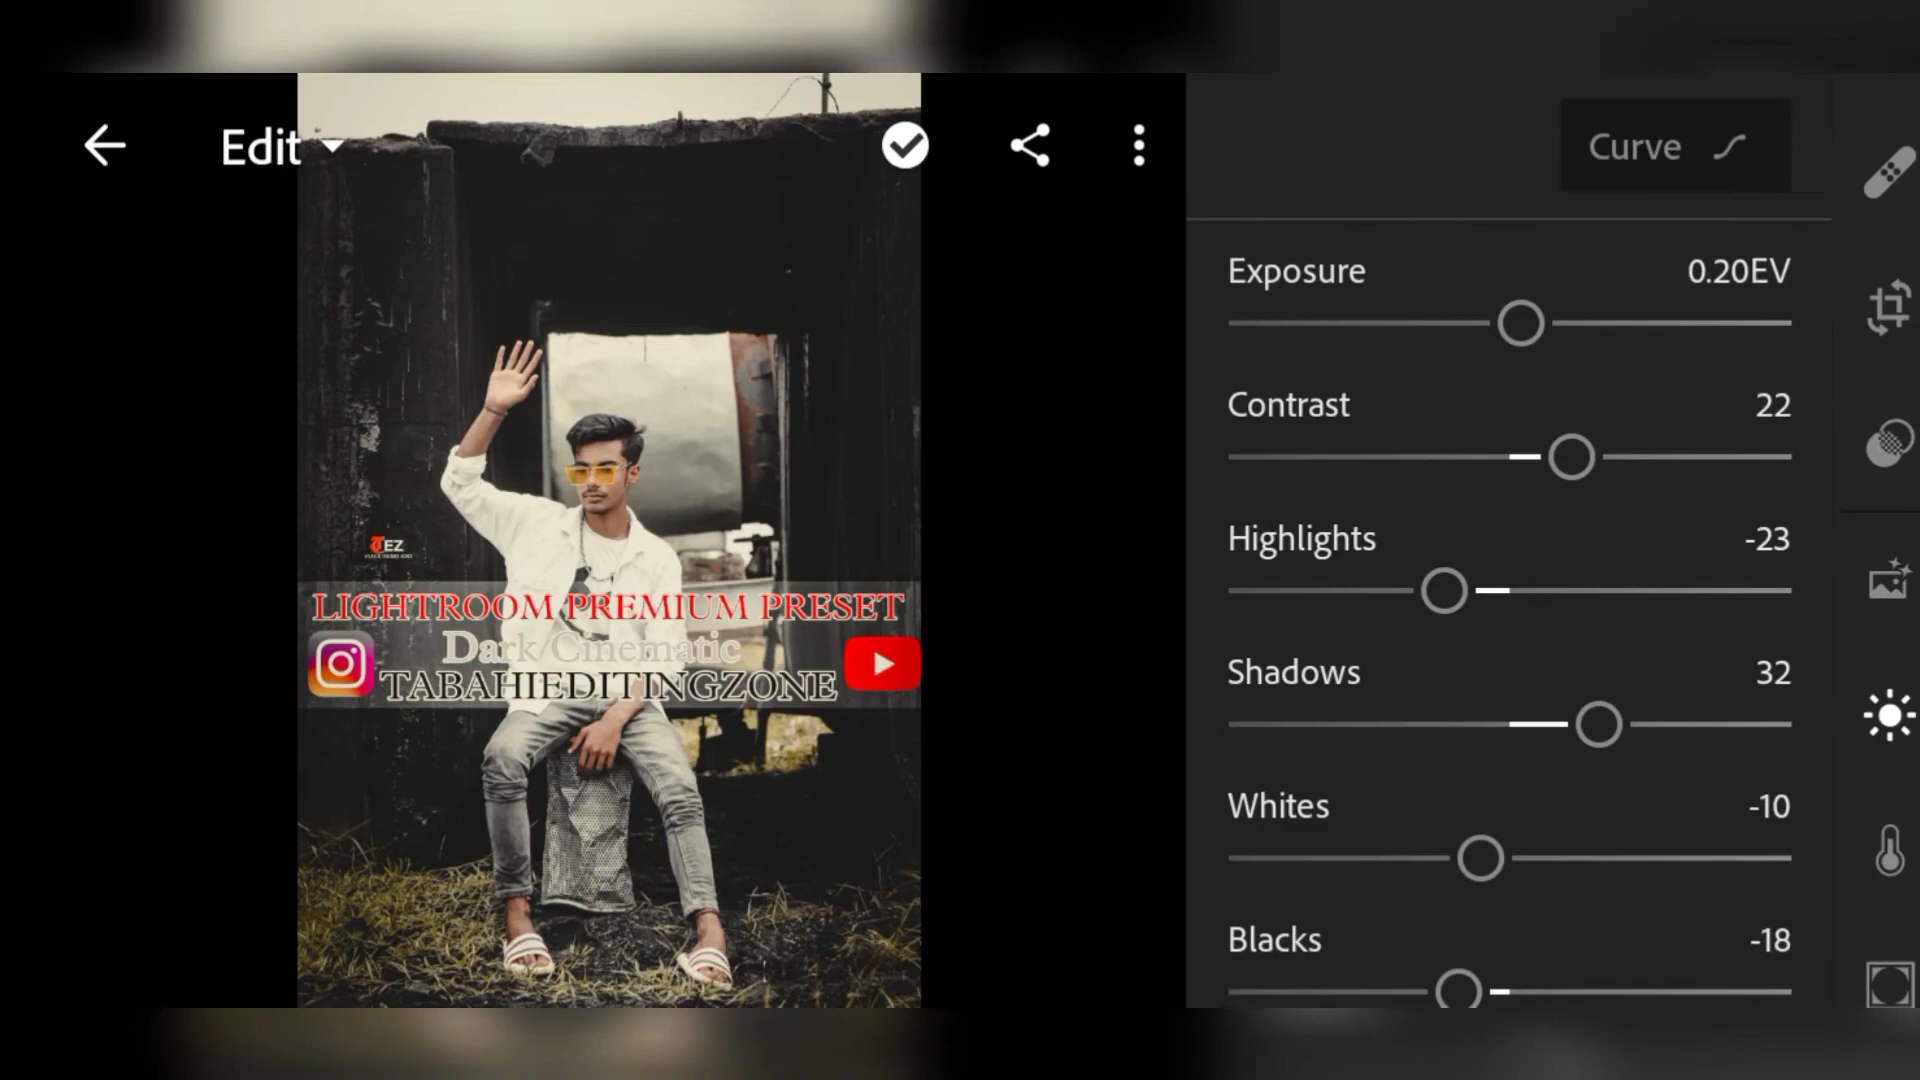 Edit
Curve
Exposure 0.20EV
Contrast 22
Highlights -23
Shadows 32
Whites -10
Blacks -18
TEZ
LIGHTROOM PREMIUM PRESET
Dark/Cinematic
TABAHIEDITINGZONE